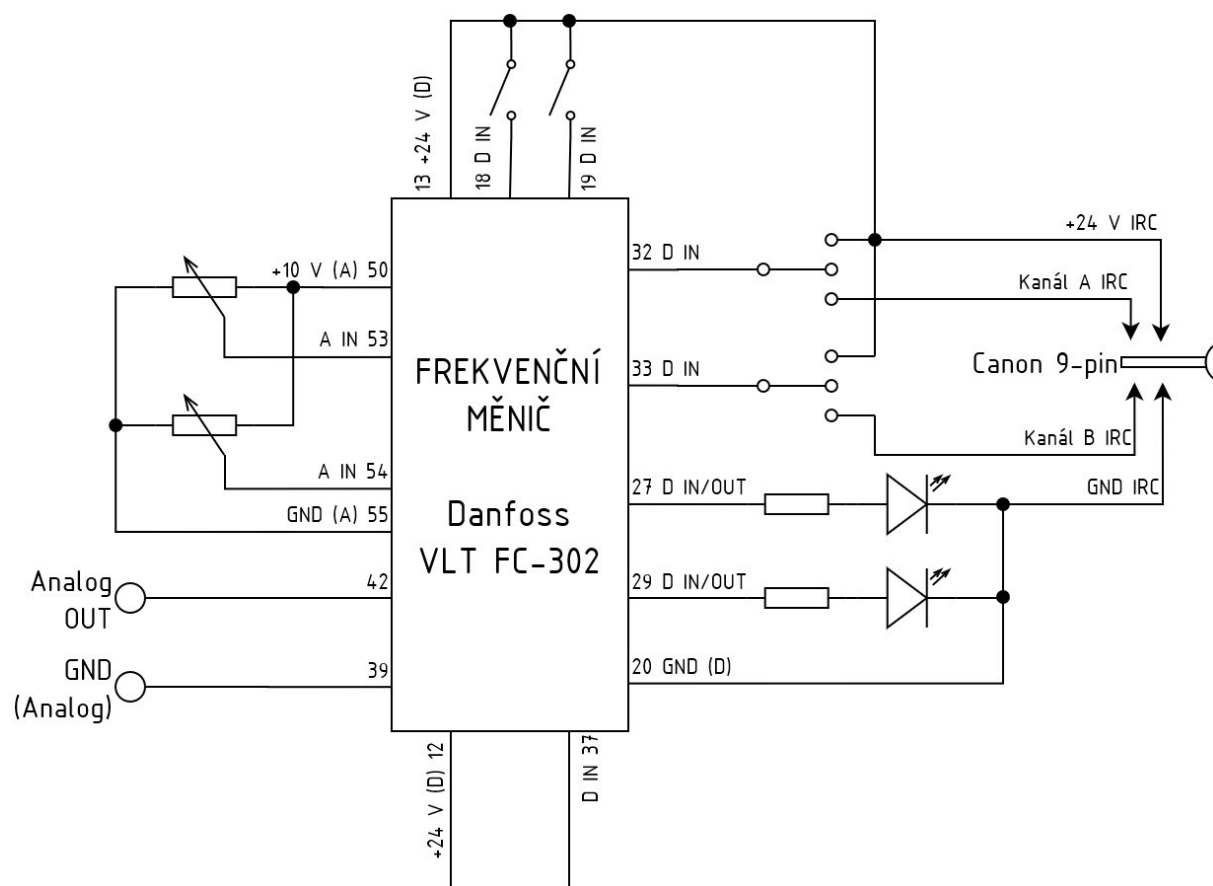 13 +24 V (D)
18 D IN
19 D IN
+10 V (A) 50
A IN 53
A IN 54
GND (A) 55
Analog
OUT
42
GND
(Analog)
39
FREKVENČNÍ
MĚNIČ
Danfoss
VLT FC-302
32 D IN
33 D IN
27 D IN/OUT
29 D IN/OUT
20 GND (D)
+24 V IRC
Kanál A IRC
Canon 9-pin
Kanál B IRC
GND IRC
+24 V (D) 12
D IN 37